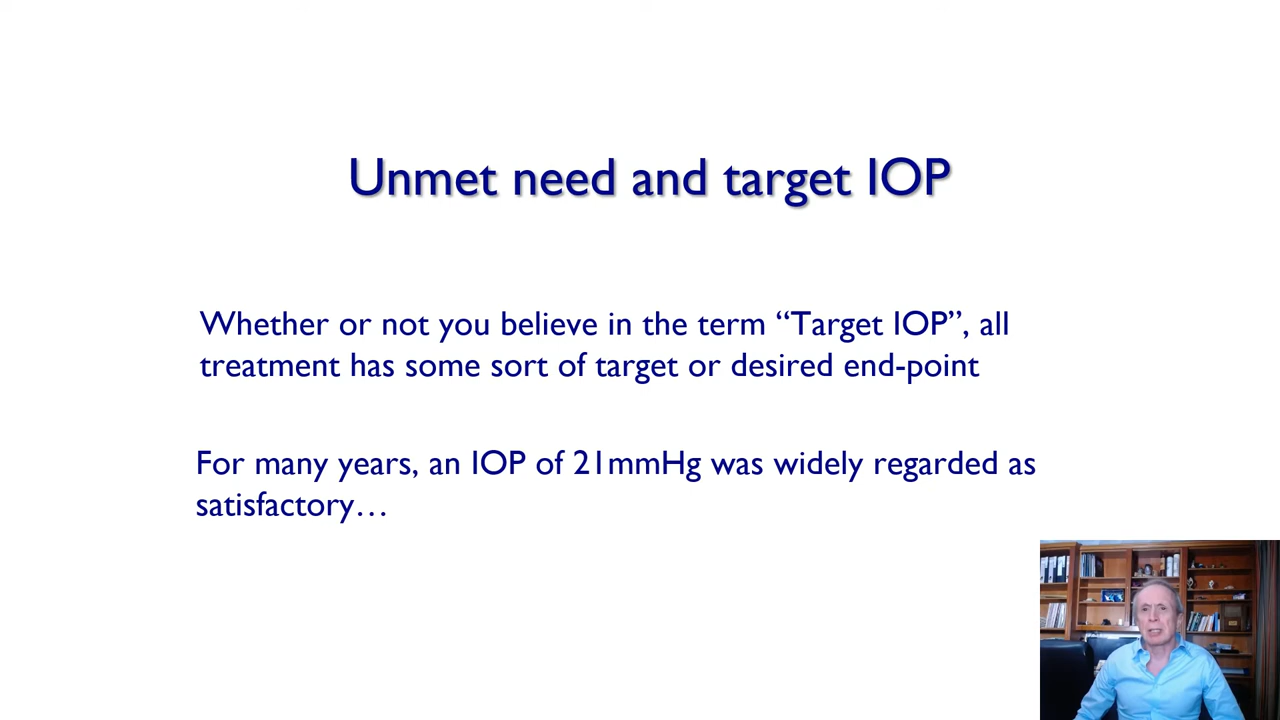 Unmet need and target IOP
Whether or not you believe in the term “Target IOP”, all
treatment has some sort of target or desired end-point
For many years, an IOP of 21mmHg was widely regarded as
satisfactory…